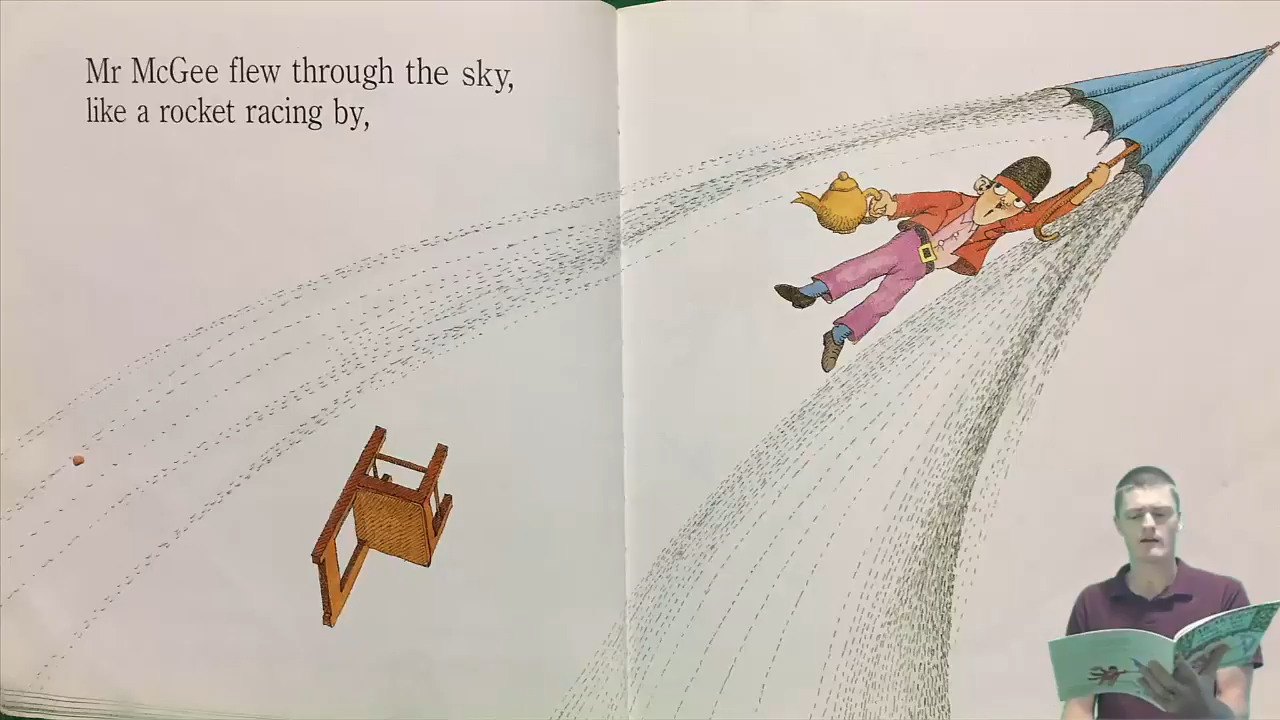 Mr McGee flew through the sky,
like a rocket racing by,